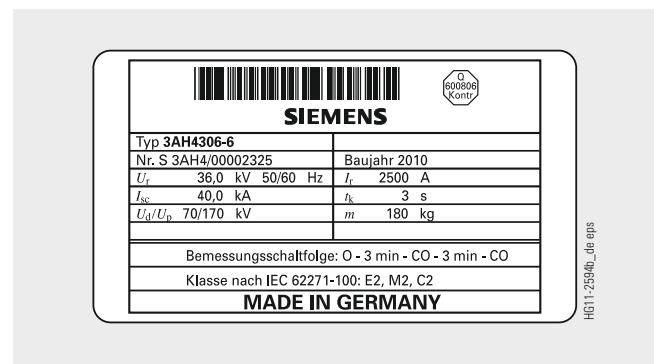 Q
600806
Kontr
SIEMENS
Typ 3AH4306-6
Nr. S 3AH4/00002325 Baujahr 2010
Ur 36,0 kV 50/60 Hz Ir 2500 A
Isc 40,0 kA tk 3 s
Ud/Up 70/170 kV m 180 kg
Bemessungsschaltfolge: O - 3 min - CO - 3 min - CO
Klasse nach IEC 62271-100: E2, M2, C2
MADE IN GERMANY
HG11-2594b_de eps